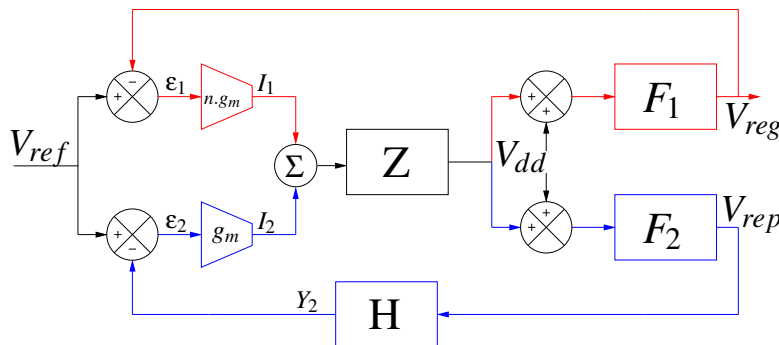 ε1 n.gm I1 F1
− + + +
Vref Σ Z Vdd Vreg
+ − + +
ε2 gm I2 F2 Vrep
Y2 H